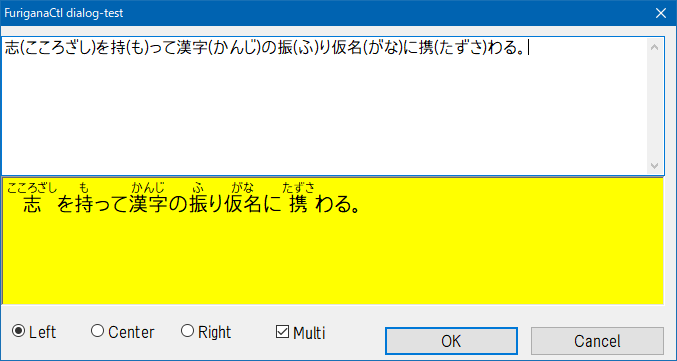 FuriganaCtl dialog-test
志(こころざし)を持(も)って漢字(かんじ)の振(ふ)り仮名(がな)に携(たずさ)わる。
こころざし も かんじ ふ がな たずさ
志を持って漢字の振り仮名に携わる。
Left Center Right Multi OK Cancel